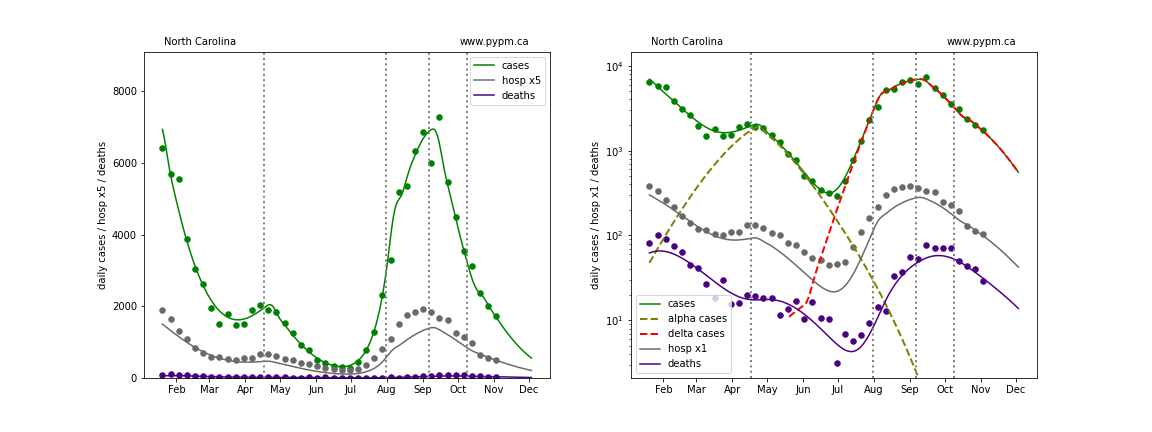 North Carolina
www.pypm.ca
daily cases / hosp x5 / deaths
8000
6000
4000
2000
0
cases
hosp x5
deaths
Feb Mar Apr May Jun Jul Aug Sep Oct Nov Dec
North Carolina
www.pypm.ca
daily cases / hosp x1 / deaths
10⁴
10³
10²
10¹
cases
alpha cases
delta cases
hosp x1
deaths
Feb Mar Apr May Jun Jul Aug Sep Oct Nov Dec